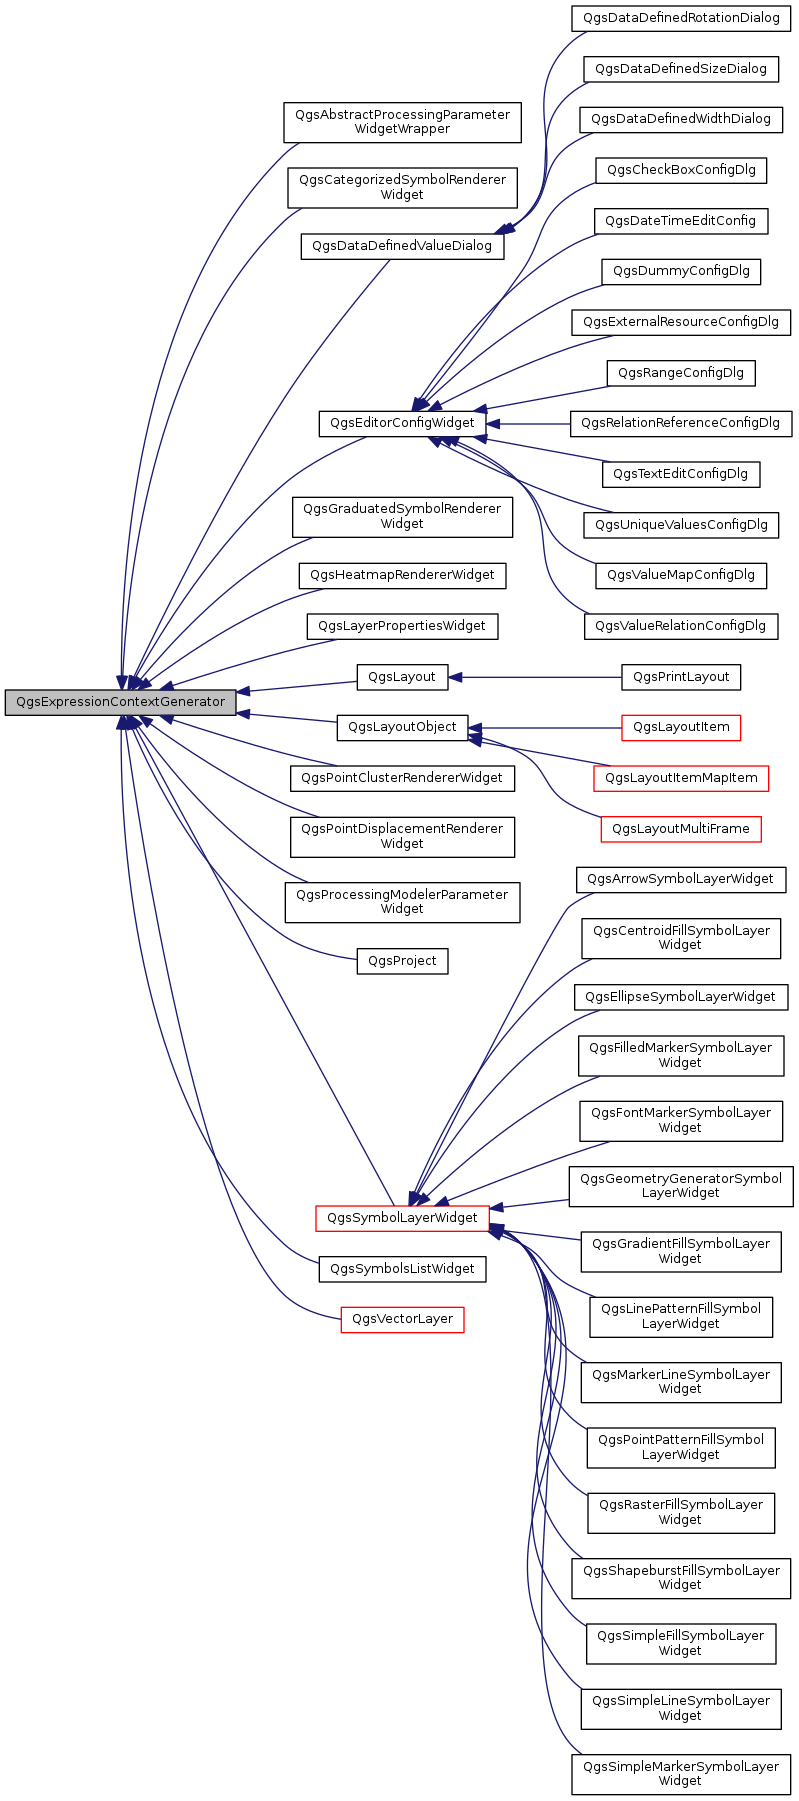 QgsExpressionContextGenerator
QgsAbstractProcessingParameter
WidgetWrapper
QgsCategorizedSymbolRenderer
Widget
QgsDataDefinedValueDialog
QgsEditorConfigWidget
QgsGraduatedSymbolRenderer
Widget
QgsHeatmapRendererWidget
QgsLayerPropertiesWidget
QgsLayout
QgsLayoutObject
QgsPointClusterRendererWidget
QgsPointDisplacementRenderer
Widget
QgsProcessingModelerParameter
Widget
QgsProject
QgsSymbolLayerWidget
QgsSymbolsListWidget
QgsVectorLayer
QgsDataDefinedRotationDialog
QgsDataDefinedSizeDialog
QgsDataDefinedWidthDialog
QgsCheckBoxConfigDlg
QgsDateTimeEditConfig
QgsDummyConfigDlg
QgsExternalResourceConfigDlg
QgsRangeConfigDlg
QgsRelationReferenceConfigDlg
QgsTextEditConfigDlg
QgsUniqueValuesConfigDlg
QgsValueMapConfigDlg
QgsValueRelationConfigDlg
QgsPrintLayout
QgsLayoutItem
QgsLayoutItemMapItem
QgsLayoutMultiFrame
QgsArrowSymbolLayerWidget
QgsCentroidFillSymbolLayer
Widget
QgsEllipseSymbolLayerWidget
QgsFilledMarkerSymbolLayer
Widget
QgsFontMarkerSymbolLayer
Widget
QgsGeometryGeneratorSymbol
LayerWidget
QgsGradientFillSymbolLayer
Widget
QgsLinePatternFillSymbol
LayerWidget
QgsMarkerLineSymbolLayer
Widget
QgsPointPatternFillSymbol
LayerWidget
QgsRasterFillSymbolLayer
Widget
QgsShapeburstFillSymbolLayer
Widget
QgsSimpleFillSymbolLayer
Widget
QgsSimpleLineSymbolLayer
Widget
QgsSimpleMarkerSymbolLayer
Widget